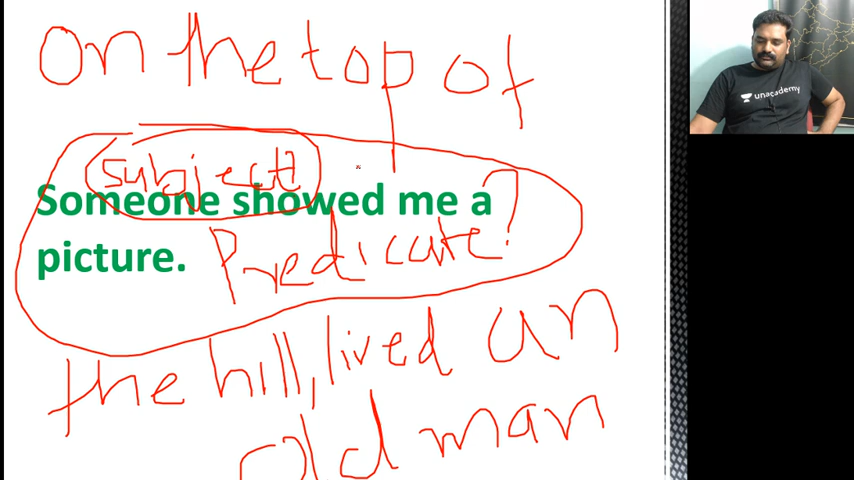 On the top of
Subject?
Someone showed me a
picture.
Predicate?
the hill, lived an
old man
unacademy